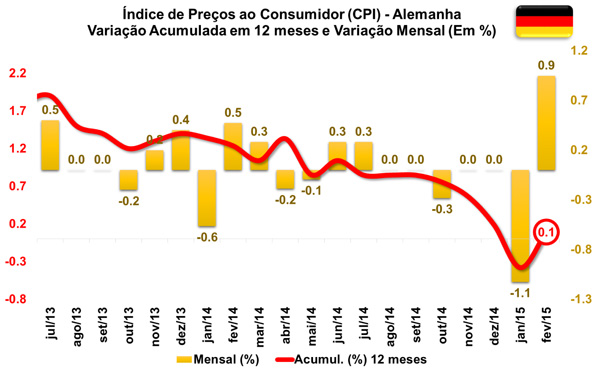 Índice de Preços ao Consumidor (CPI) - Alemanha
Variação Acumulada em 12 meses e Variação Mensal (Em %)
2.2
1.7
1.2
0.7
0.2
-0.3
-0.8
1.2
0.7
0.2
-0.3
-0.8
-1.3
0.5
0.0
0.0
-0.2
0.2
0.4
-0.6
0.5
0.3
-0.2
-0.1
0.3
0.3
0.0
0.0
-0.3
0.0
0.0
-1.1
0.9
0.1
jul/13
ago/13
set/13
out/13
nov/13
dez/13
jan/14
fev/14
mar/14
abr/14
mai/14
jun/14
jul/14
ago/14
set/14
out/14
nov/14
dez/14
jan/15
fev/15
Mensal (%)
Acumul. (%) 12 meses